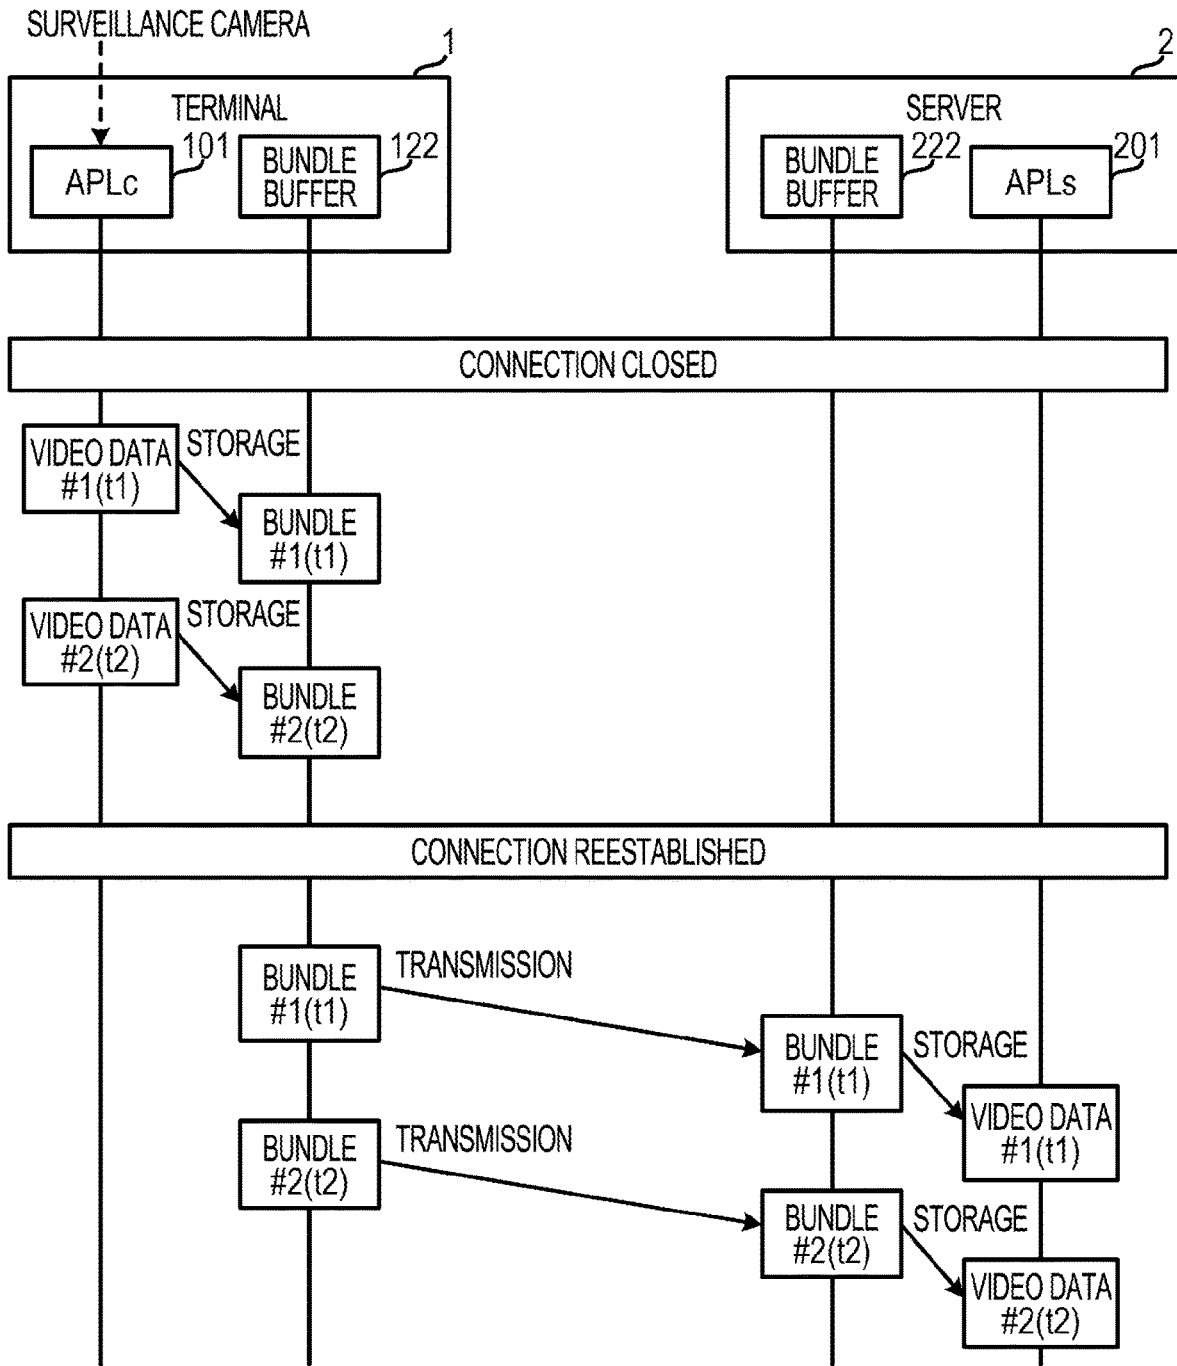 SURVEILLANCE CAMERA
1
2
TERMINAL
SERVER
101
122
222
201
APLc
BUNDLE
BUFFER
BUNDLE
BUFFER
APLs
CONNECTION CLOSED
VIDEO DATA
#1(t1)
STORAGE
BUNDLE
#1(t1)
VIDEO DATA
#2(t2)
STORAGE
BUNDLE
#2(t2)
CONNECTION REESTABLISHED
BUNDLE
#1(t1)
TRANSMISSION
BUNDLE
#1(t1)
STORAGE
VIDEO DATA
#1(t1)
BUNDLE
#2(t2)
TRANSMISSION
BUNDLE
#2(t2)
STORAGE
VIDEO DATA
#2(t2)